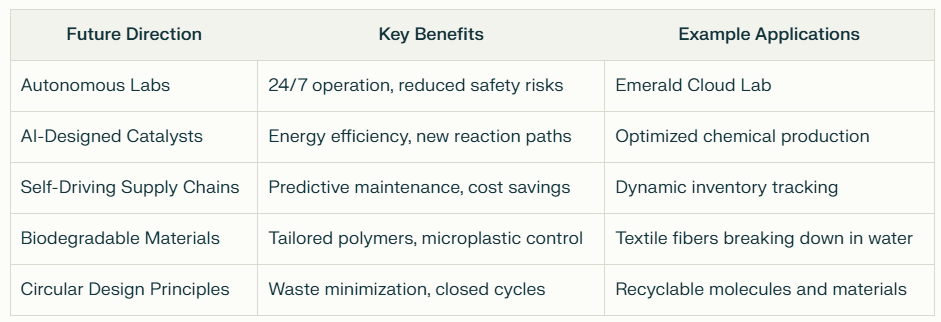 Future Direction Key Benefits Example Applications
Autonomous Labs 24/7 operation, reduced safety risks Emerald Cloud Lab
AI-Designed Catalysts Energy efficiency, new reaction paths Optimized chemical production
Self-Driving Supply Chains Predictive maintenance, cost savings Dynamic inventory tracking
Biodegradable Materials Tailored polymers, microplastic control Textile fibers breaking down in water
Circular Design Principles Waste minimization, closed cycles Recyclable molecules and materials